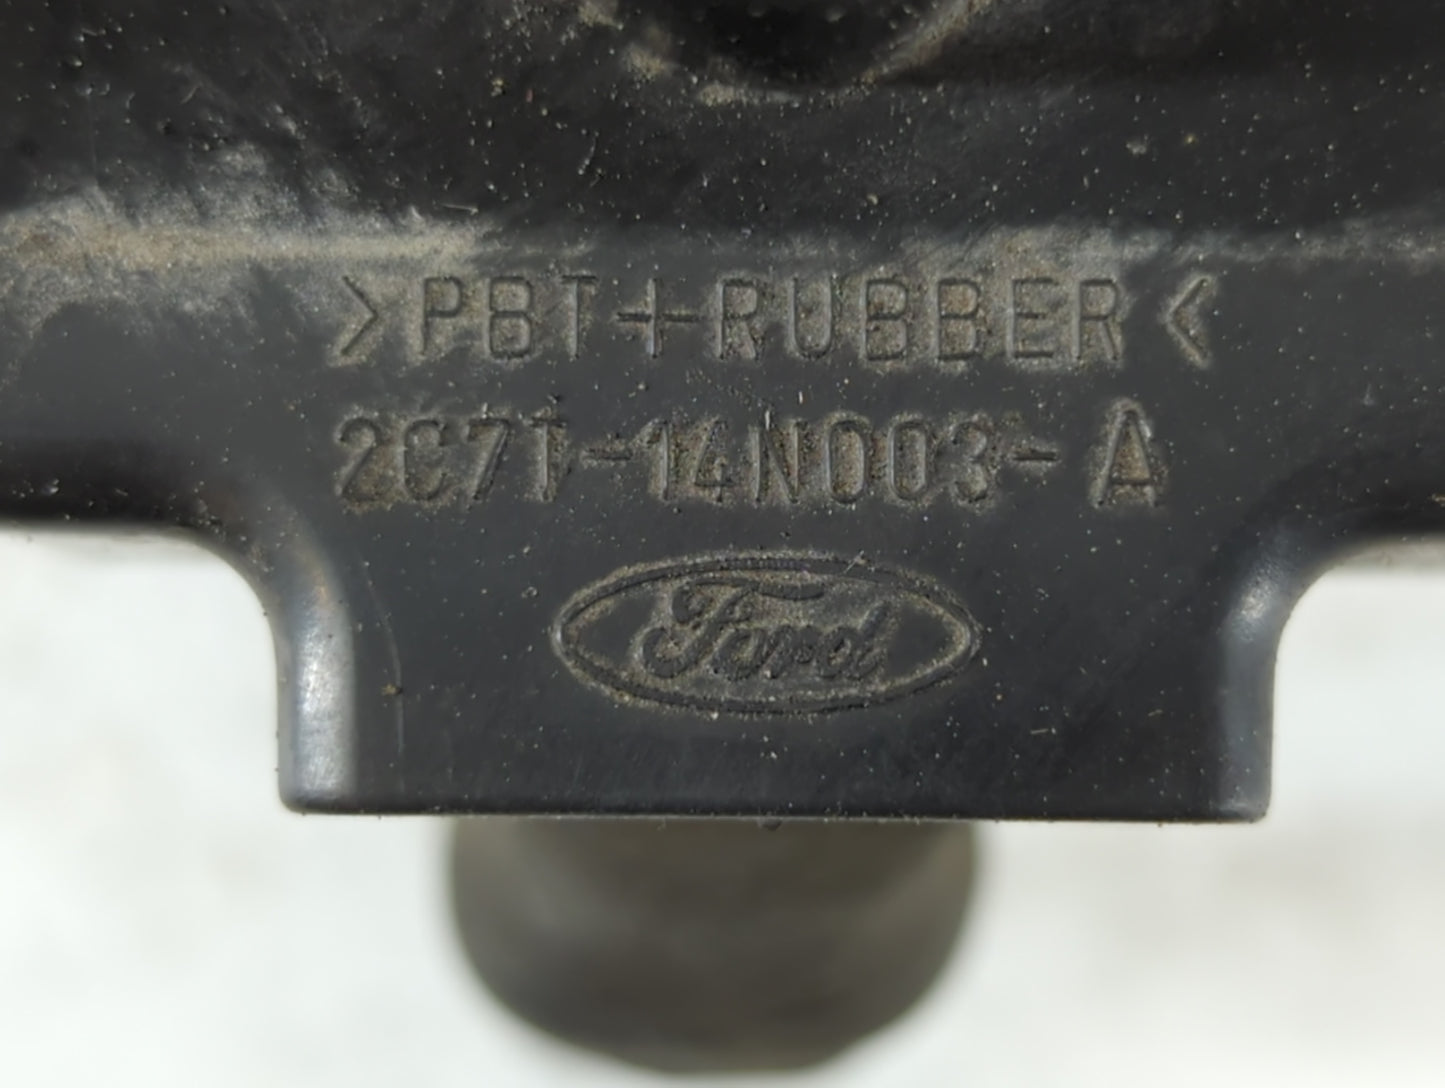 >PBT+RUBBER<
2C7T-14N003-A
Ford